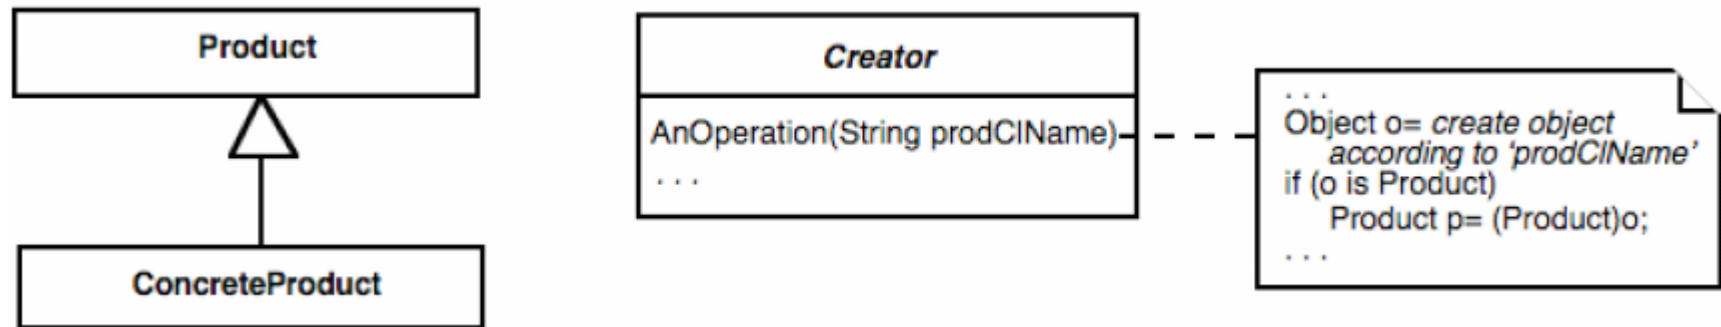 Product
ConcreteProduct
Creator
AnOperation(String prodClName)
. . .
. . .
Object o= create object
according to ‘prodClName’
if (o is Product)
Product p= (Product)o;
. . .